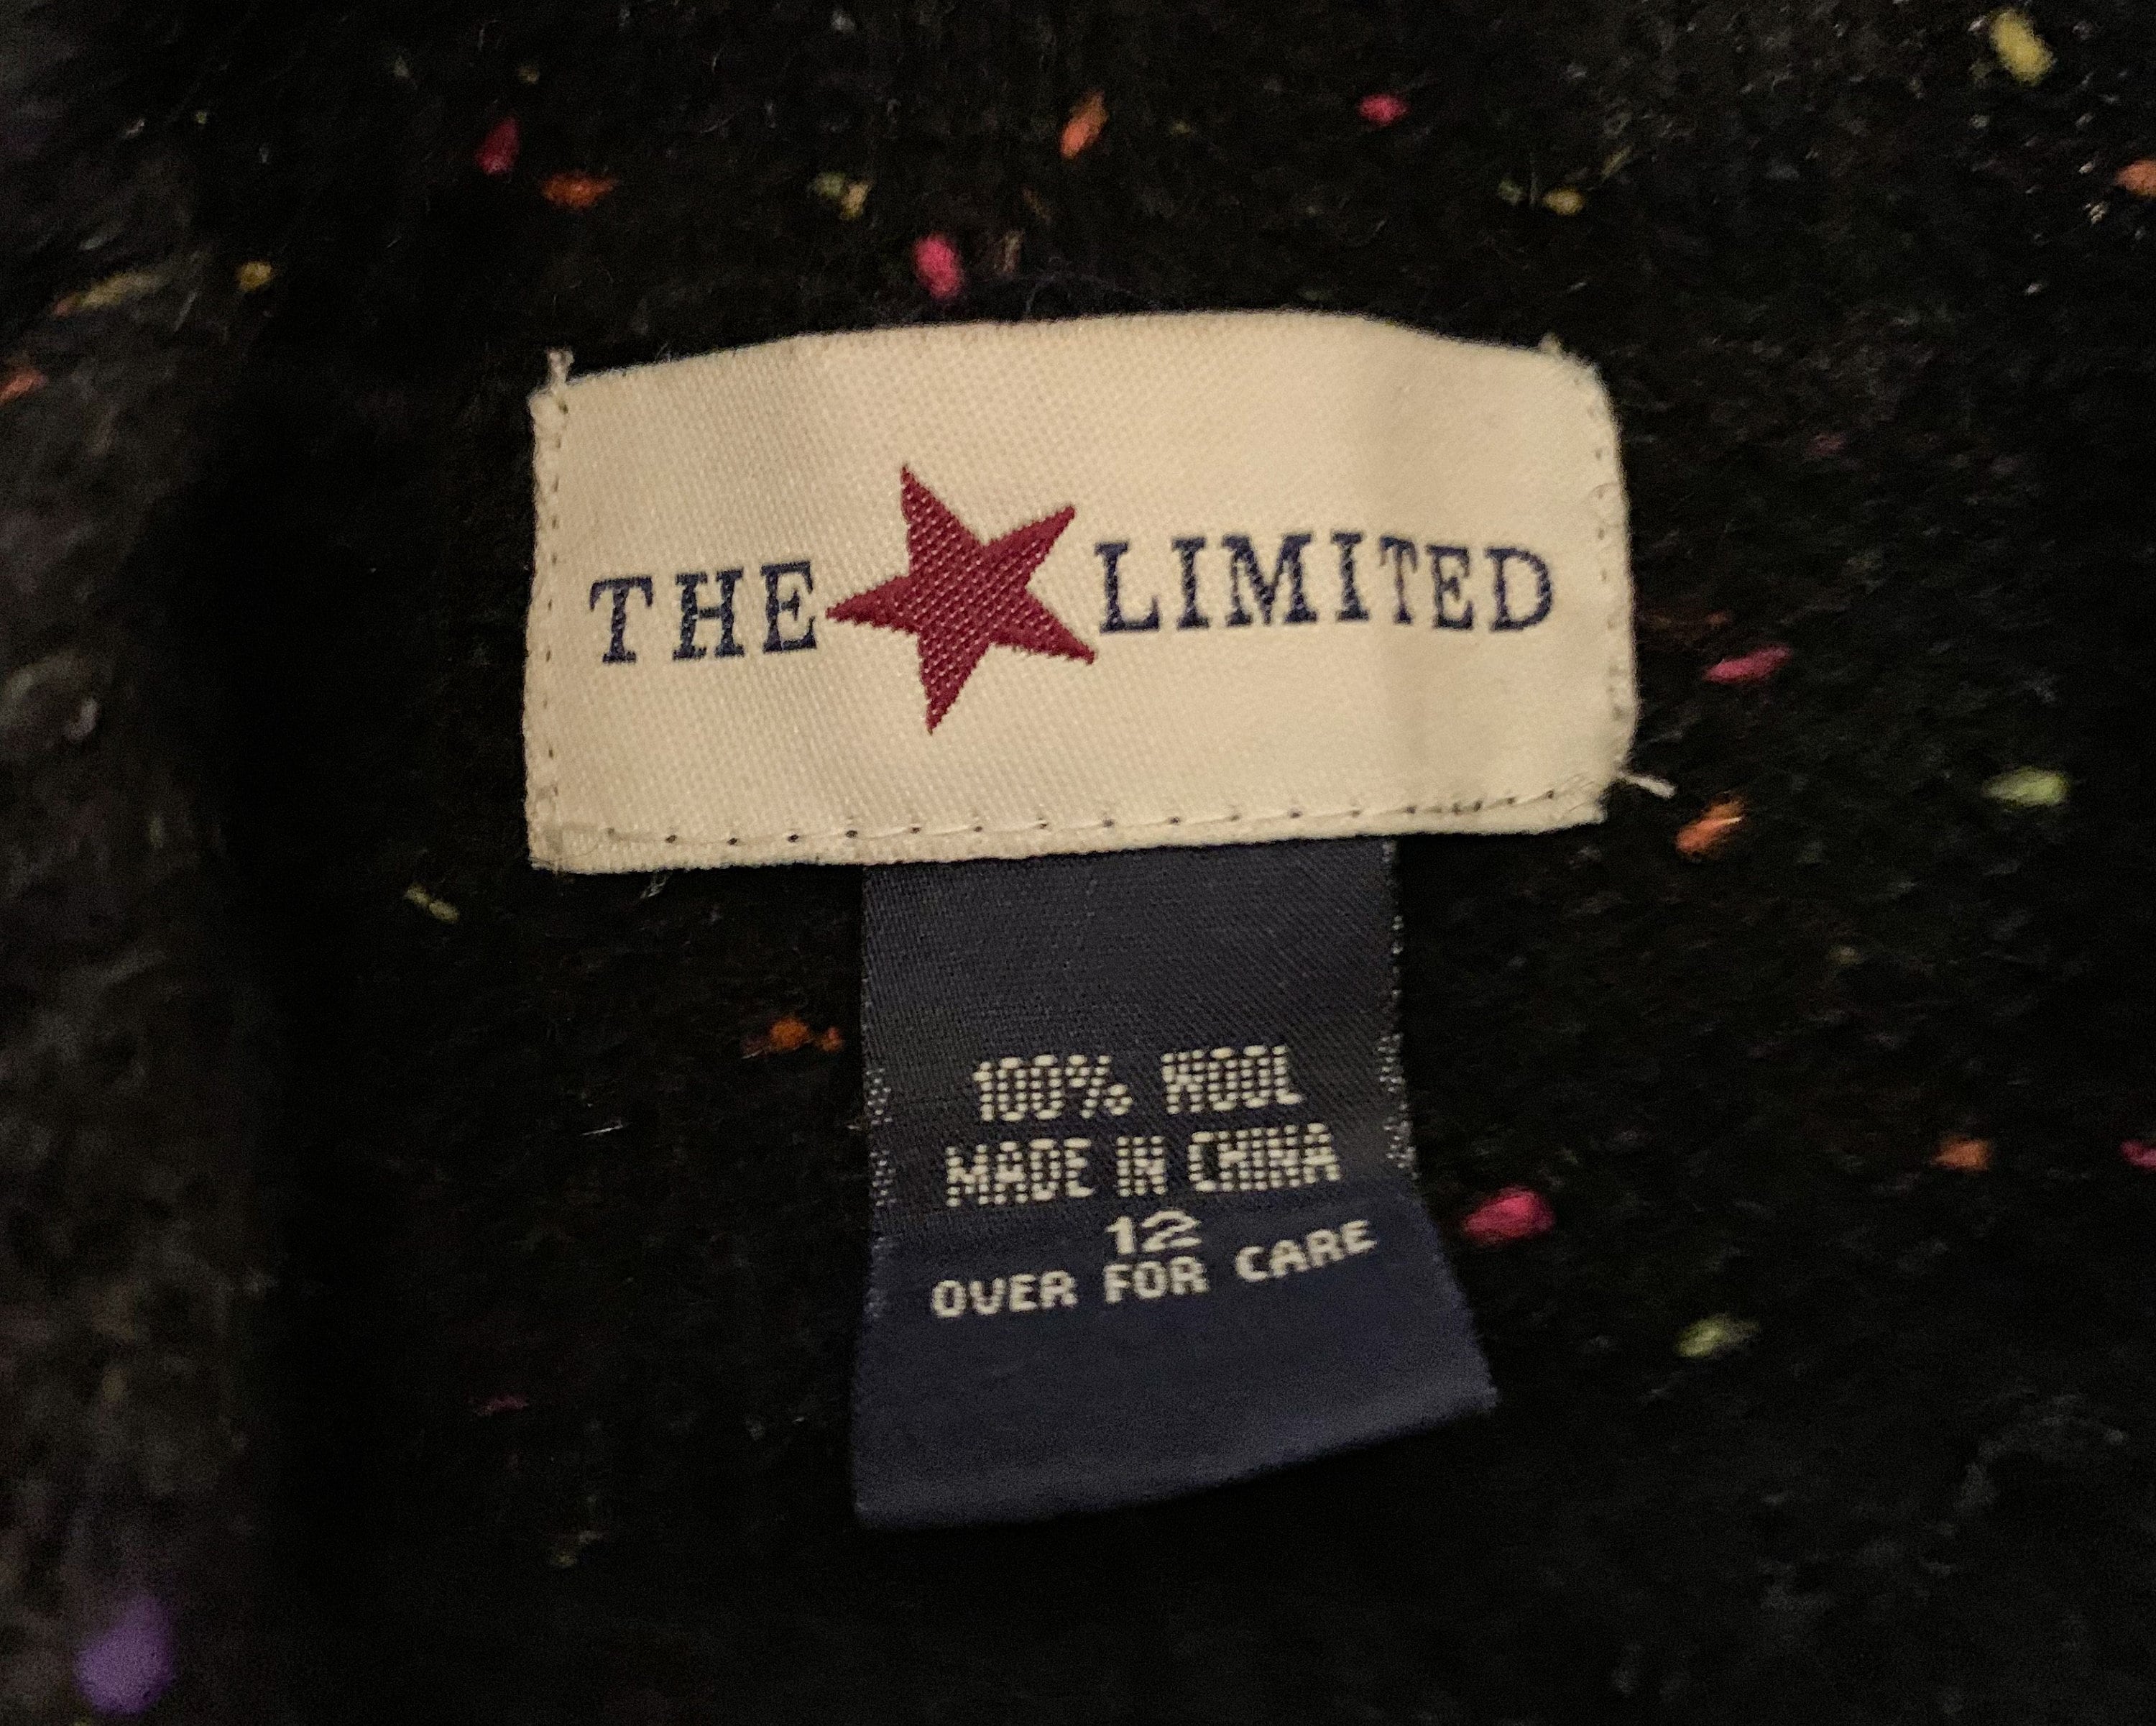 THE LIMITED
100% WOOL
MADE IN CHINA
12
OVER FOR CARE